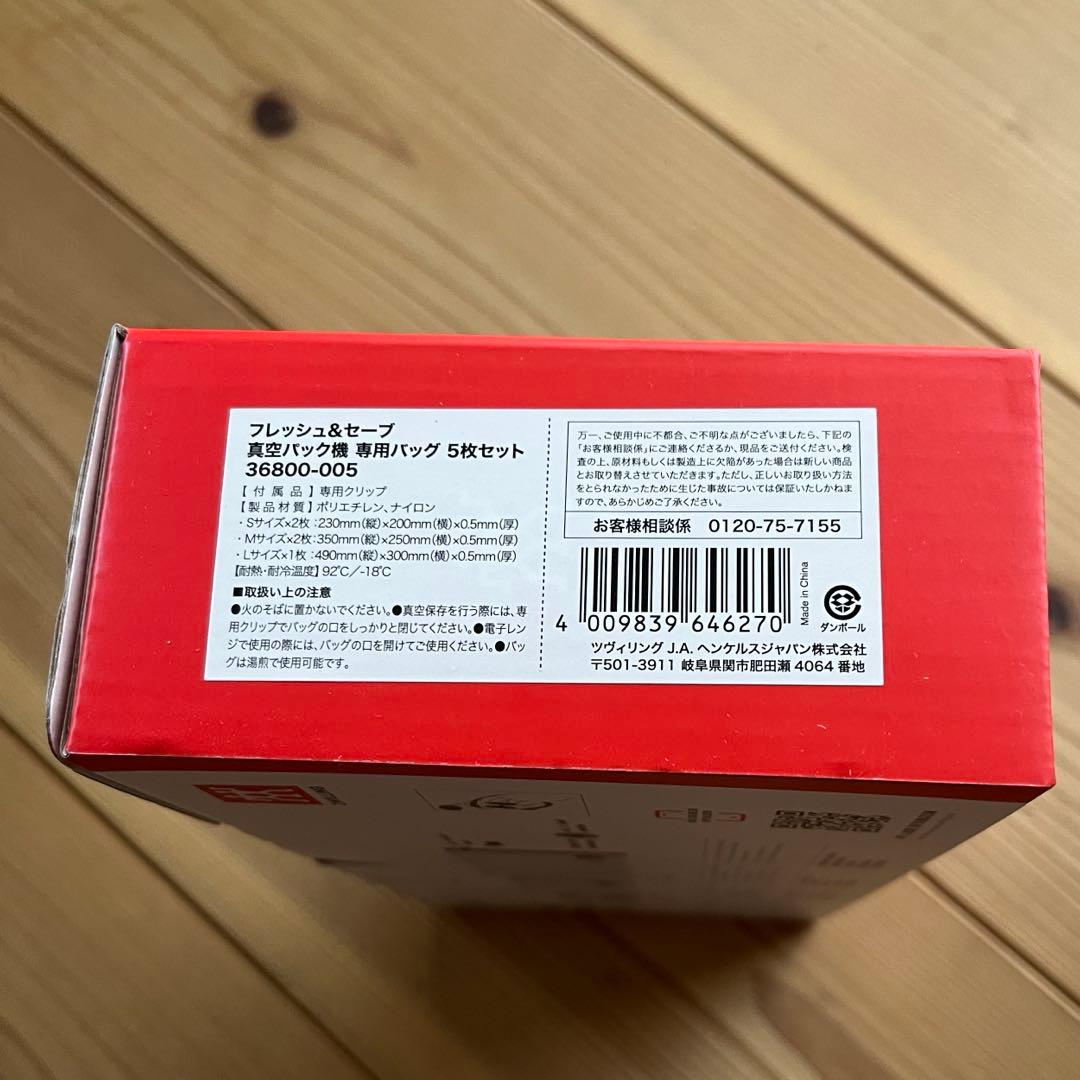 フレッシュ&セーブ
真空パック機 専用バッグ 5枚セット
36800-005
【付属品】専用クリップ
【製品材質】ポリエチレン、ナイロン
・Sサイズ×2枚:230mm(縦)×200mm(横)×0.5mm(厚)
・Mサイズ×2枚:350mm(縦)×250mm(横)×0.5mm(厚)
・Lサイズ×1枚:490mm(縦)×300mm(横)×0.5mm(厚)
【耐熱・耐冷温度】92℃/-18℃
■取扱い上の注意
●火のそばに置かないでください。●真空保存を行う際には、専
用クリップでバッグの口をしっかりと閉じてください。●電子レン
ジで使用の際には、バッグの口を開けてご使用ください。●バッ
グは湯煎で使用可能です。
万一、ご使用中に不都合、ご不明な点がございましたら、下記の
「お客様相談係」にご連絡くださるか、現品をご送付ください。検
査の上、原材料もしくは製造上に欠陥があった場合は新しい商品
とお取り替えさせていただきます。ただし、正しいお取り扱い方法
をとられなかったために生じた事故については保証いたしかねま
すので、あらかじめご了承ください。
お客様相談係 0120-75-7155
4 009839 646270
Made in China
ダンボール
ツヴィリング J.A. ヘンケルスジャパン株式会社
〒501-3911 岐阜県関市肥田瀬 4064 番地